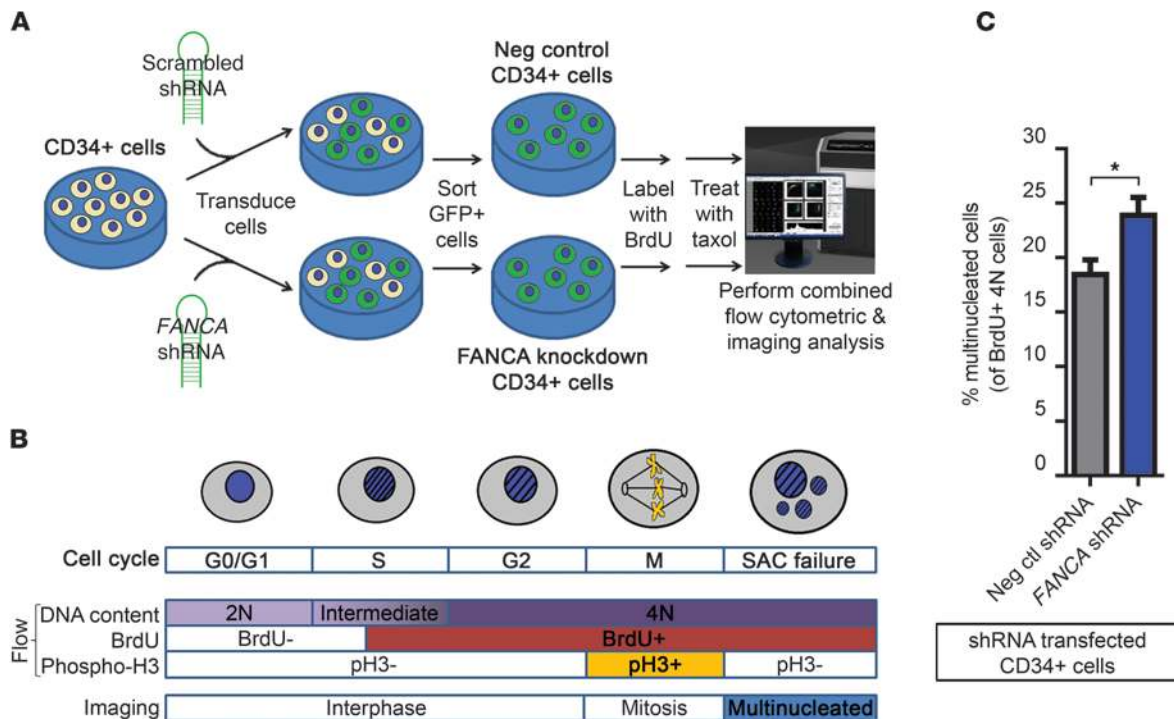 A
Scrambled
shRNA
CD34+ cells
Transduce
cells
FANCA
shRNA
Neg control
CD34+ cells
Sort
GFP+
cells
FANCA knockdown
CD34+ cells
Label
with
BrdU
Treat
with
taxol
Perform combined
flow cytometric &
imaging analysis
B
Cell cycle G0/G1 S G2 M SAC failure
Flow
DNA content 2N Intermediate 4N
BrdU BrdU- BrdU+
Phospho-H3 pH3- pH3+ pH3-
Imaging Interphase Mitosis Multinucleated
C
% multinucleated cells
(of BrdU+ 4N cells)
30
25
20
15
10
5
0
*
Neg ctl shRNA
FANCA shRNA
shRNA transfected
CD34+ cells